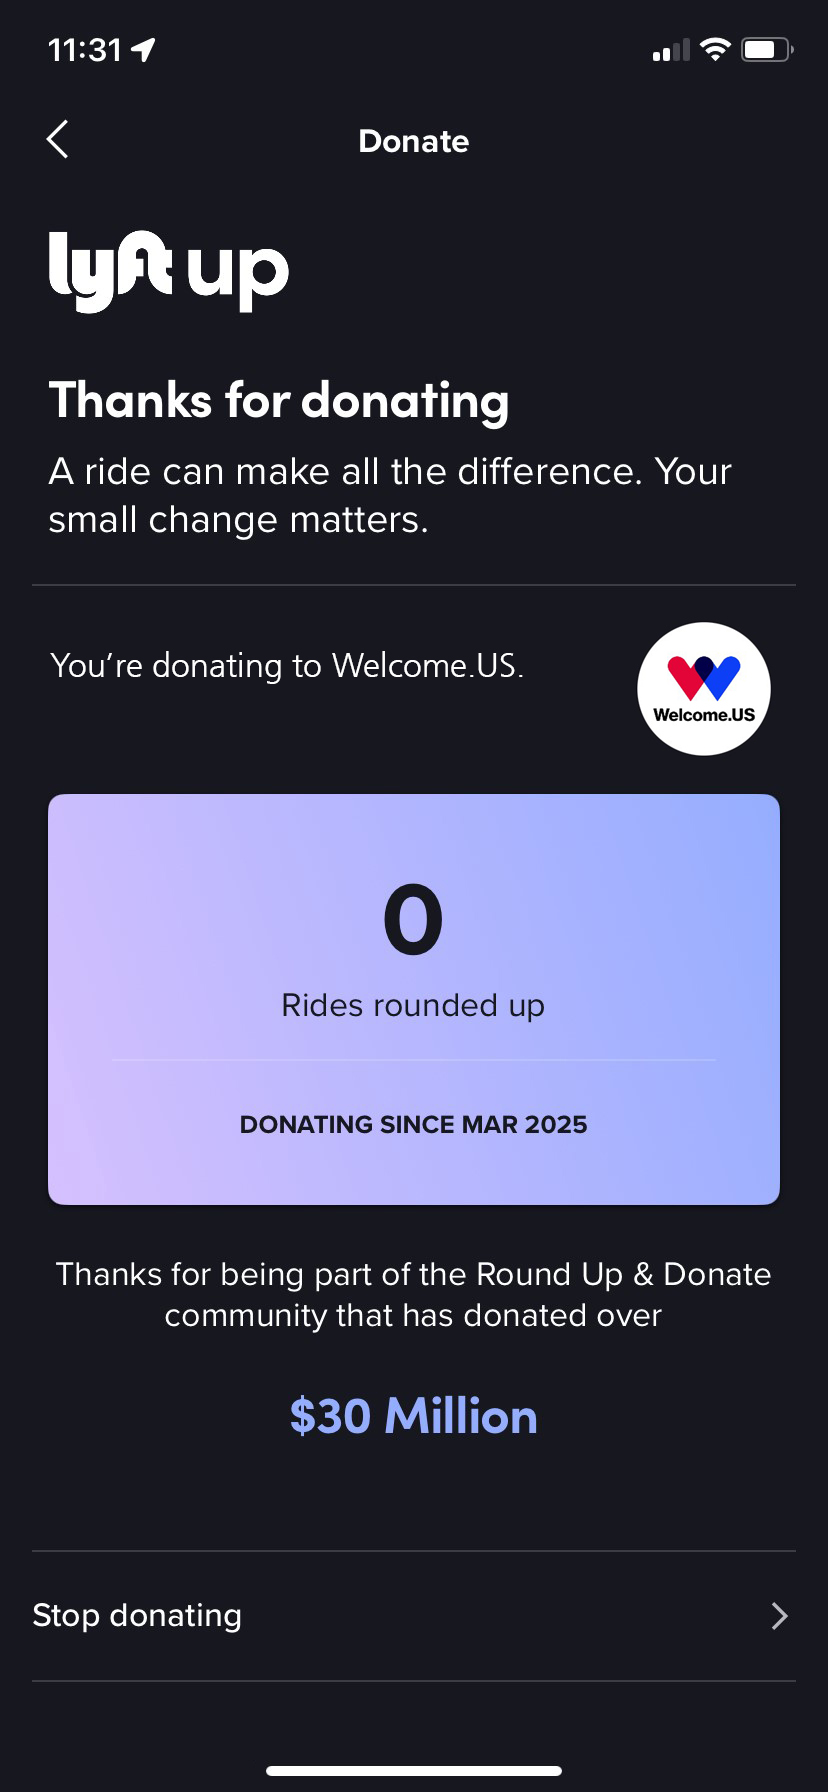 11:31
Donate
lyft up
Thanks for donating
A ride can make all the difference. Your
small change matters.
You’re donating to Welcome.US.
Welcome.US
0
Rides rounded up
DONATING SINCE MAR 2025
Thanks for being part of the Round Up & Donate
community that has donated over
$30 Million
Stop donating